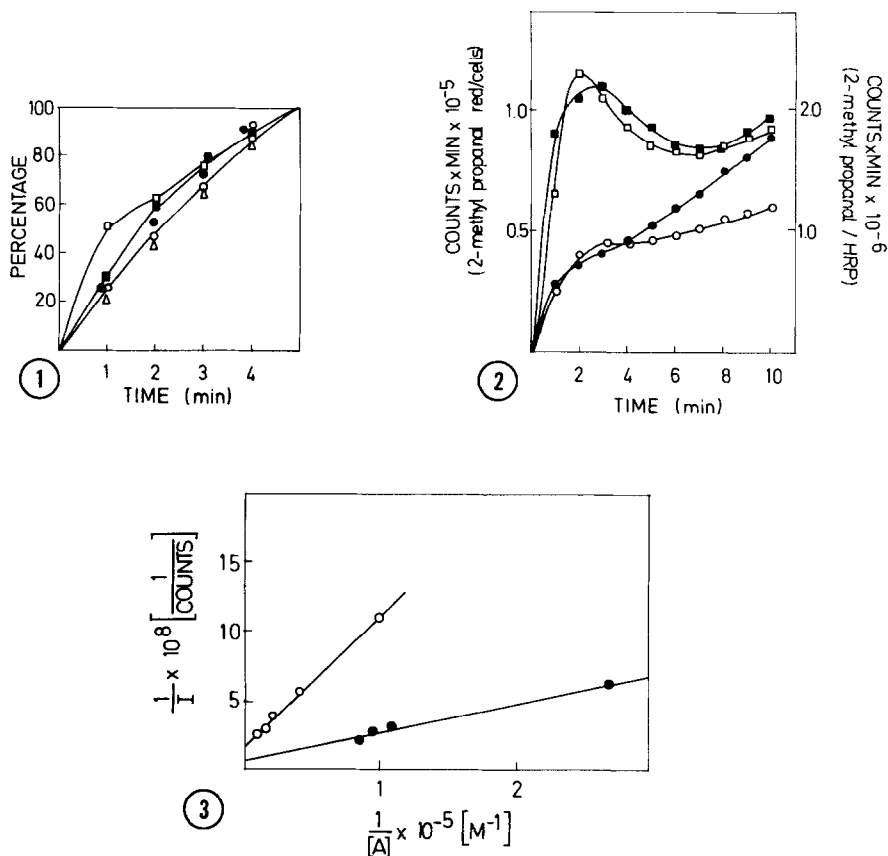 100
80
60
40
20
PERCENTAGE
1 2 3 4
TIME (min)
1
1.0
0.5
COUNTS x MIN x 10⁻⁵
(2-methyl propanal red/cells)
2.0
1.0
COUNTS x MIN x 10⁻⁶
(2-methyl propanal / HRP)
2 4 6 8 10
TIME (min)
2
15
10
5
1/I x 10⁸ [1/COUNTS]
1 2
1/[A] x 10⁻⁵ [M⁻¹]
3